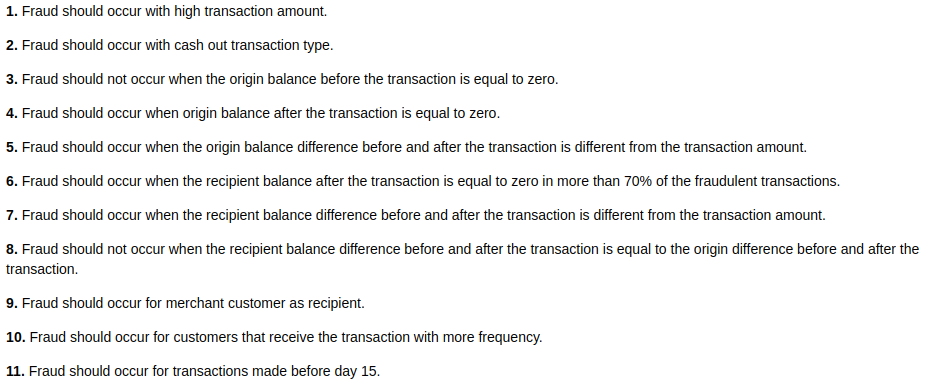 1. Fraud should occur with high transaction amount.
2. Fraud should occur with cash out transaction type.
3. Fraud should not occur when the origin balance before the transaction is equal to zero.
4. Fraud should occur when origin balance after the transaction is equal to zero.
5. Fraud should occur when the origin balance difference before and after the transaction is different from the transaction amount.
6. Fraud should occur when the recipient balance after the transaction is equal to zero in more than 70% of the fraudulent transactions.
7. Fraud should occur when the recipient balance difference before and after the transaction is different from the transaction amount.
8. Fraud should not occur when the recipient balance difference before and after the transaction is equal to the origin difference before and after the
transaction.
9. Fraud should occur for merchant customer as recipient.
10. Fraud should occur for customers that receive the transaction with more frequency.
11. Fraud should occur for transactions made before day 15.